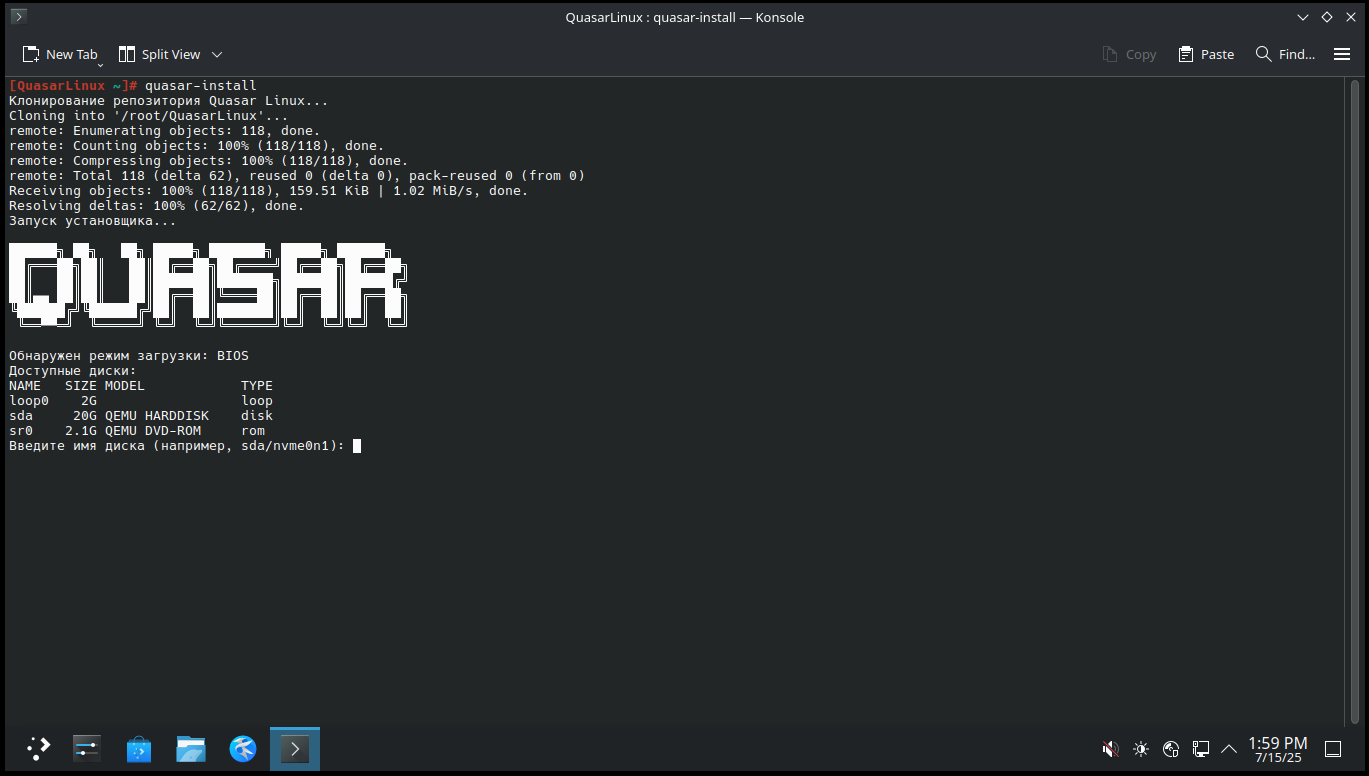 QuasarLinux : quasar-install — Konsole
New Tab Split View Copy Paste Find...
[QuasarLinux ~]# quasar-install
Клонирование репозитория Quasar Linux...
Cloning into '/root/QuasarLinux'...
remote: Enumerating objects: 118, done.
remote: Counting objects: 100% (118/118), done.
remote: Compressing objects: 100% (118/118), done.
remote: Total 118 (delta 62), reused 0 (delta 0), pack-reused 0 (from 0)
Receiving objects: 100% (118/118), 159.51 KiB | 1.02 MiB/s, done.
Resolving deltas: 100% (62/62), done.
Запуск установщика...
QUASAR
Обнаружен режим загрузки: BIOS
Доступные диски:
NAME SIZE MODEL TYPE
loop0 2G loop
sda 20G QEMU HARDDISK disk
sr0 2.1G QEMU DVD-ROM rom
Введите имя диска (например, sda/nvme0n1):
1:59 PM
7/15/25